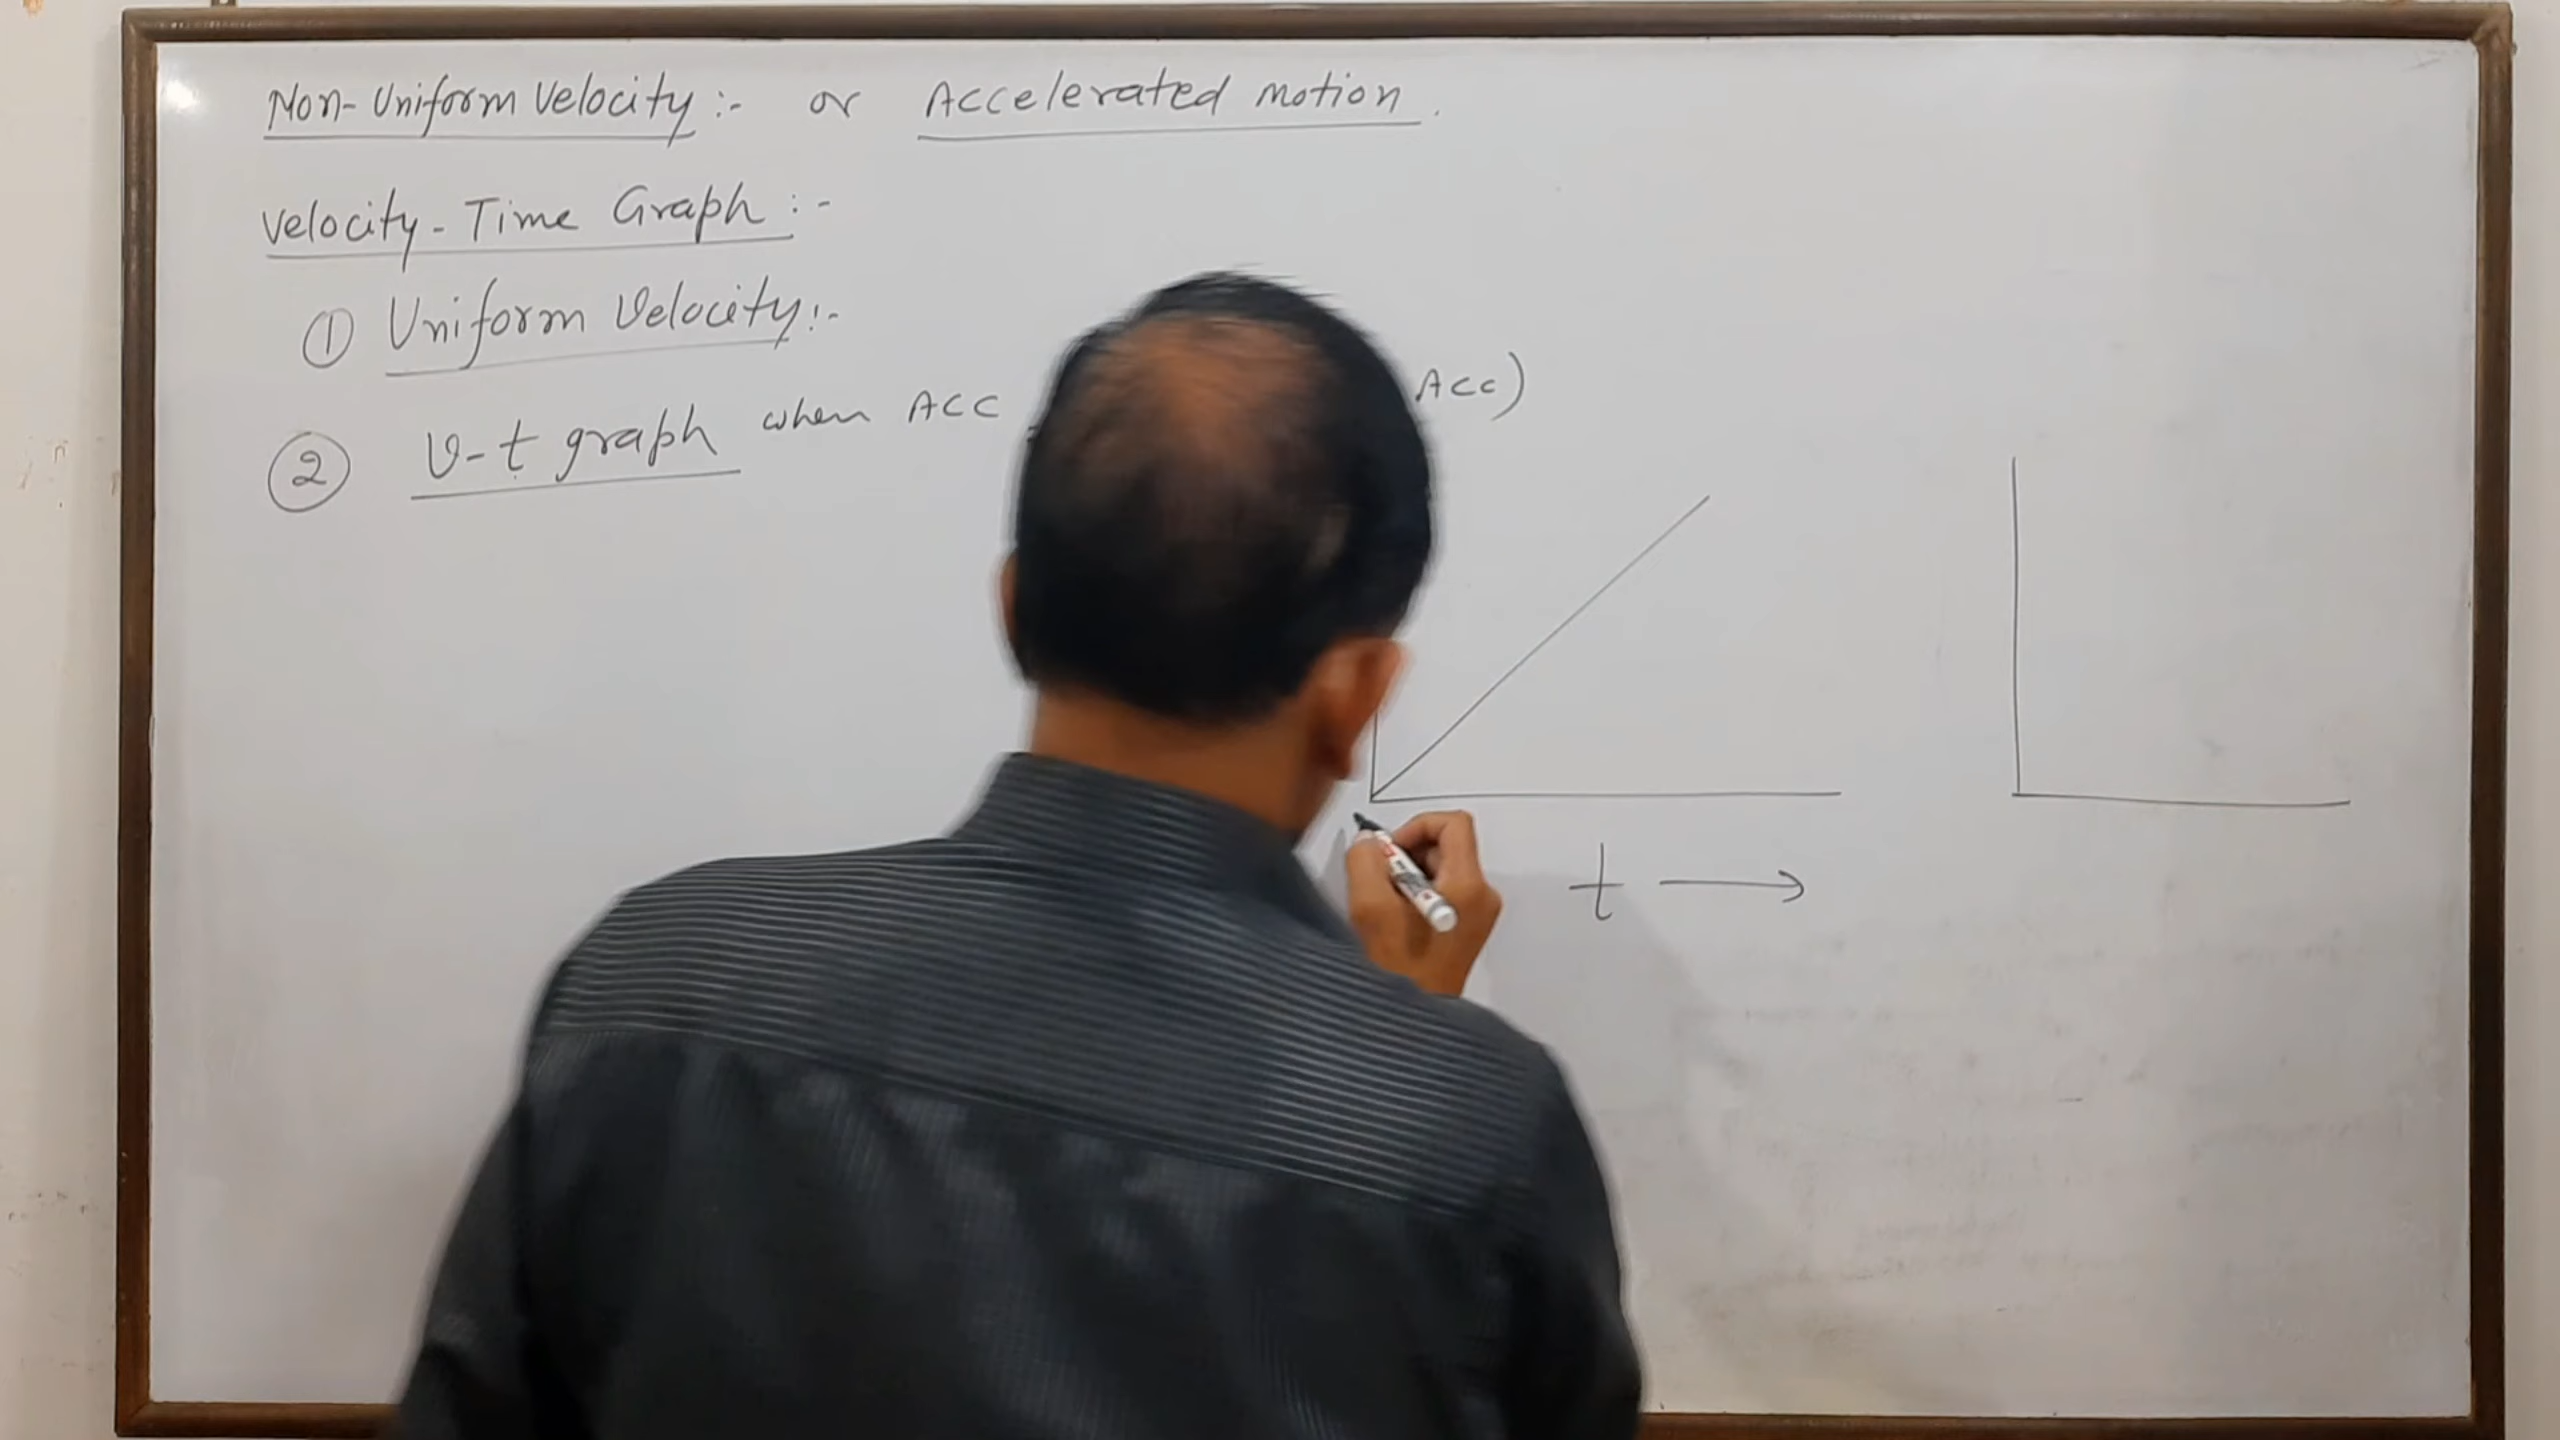 Non-Uniform Velocity :- or Accelerated motion.
Velocity-Time Graph :-
① Uniform Velocity :-
② v-t graph when Acc Acc)
t →